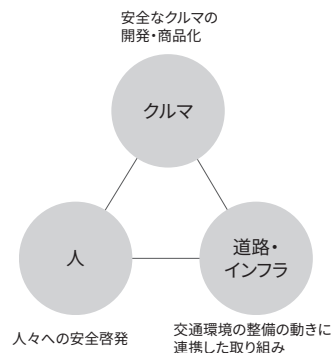 安全なクルマの
開発・商品化
クルマ
人
道路・
インフラ
人々への安全啓発
交通環境の整備の動きに
連携した取り組み